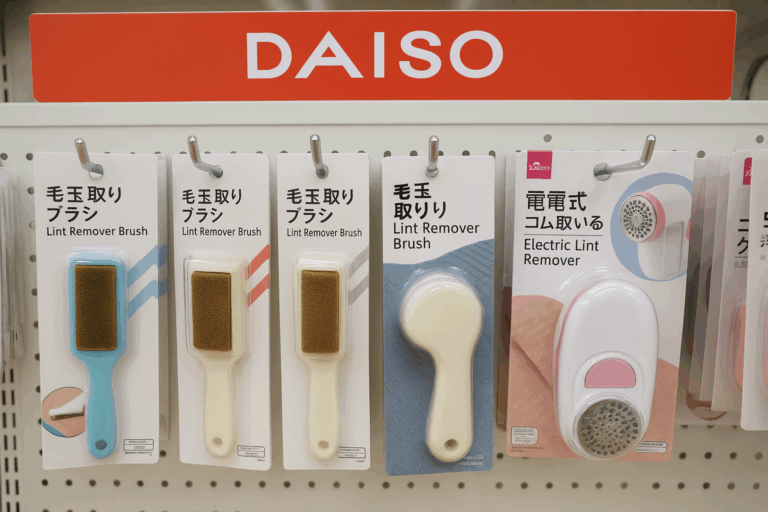 DAISO
毛玉取り
ブラシ
Lint Remover Brush
毛玉取り
ブラシ
Lint Remover Brush
毛玉取り
ブラシ
Lint Remover Brush
毛玉
取りり
Lint Remover
Brush
DAISO
電電式
コム取いる
Electric Lint
Remover